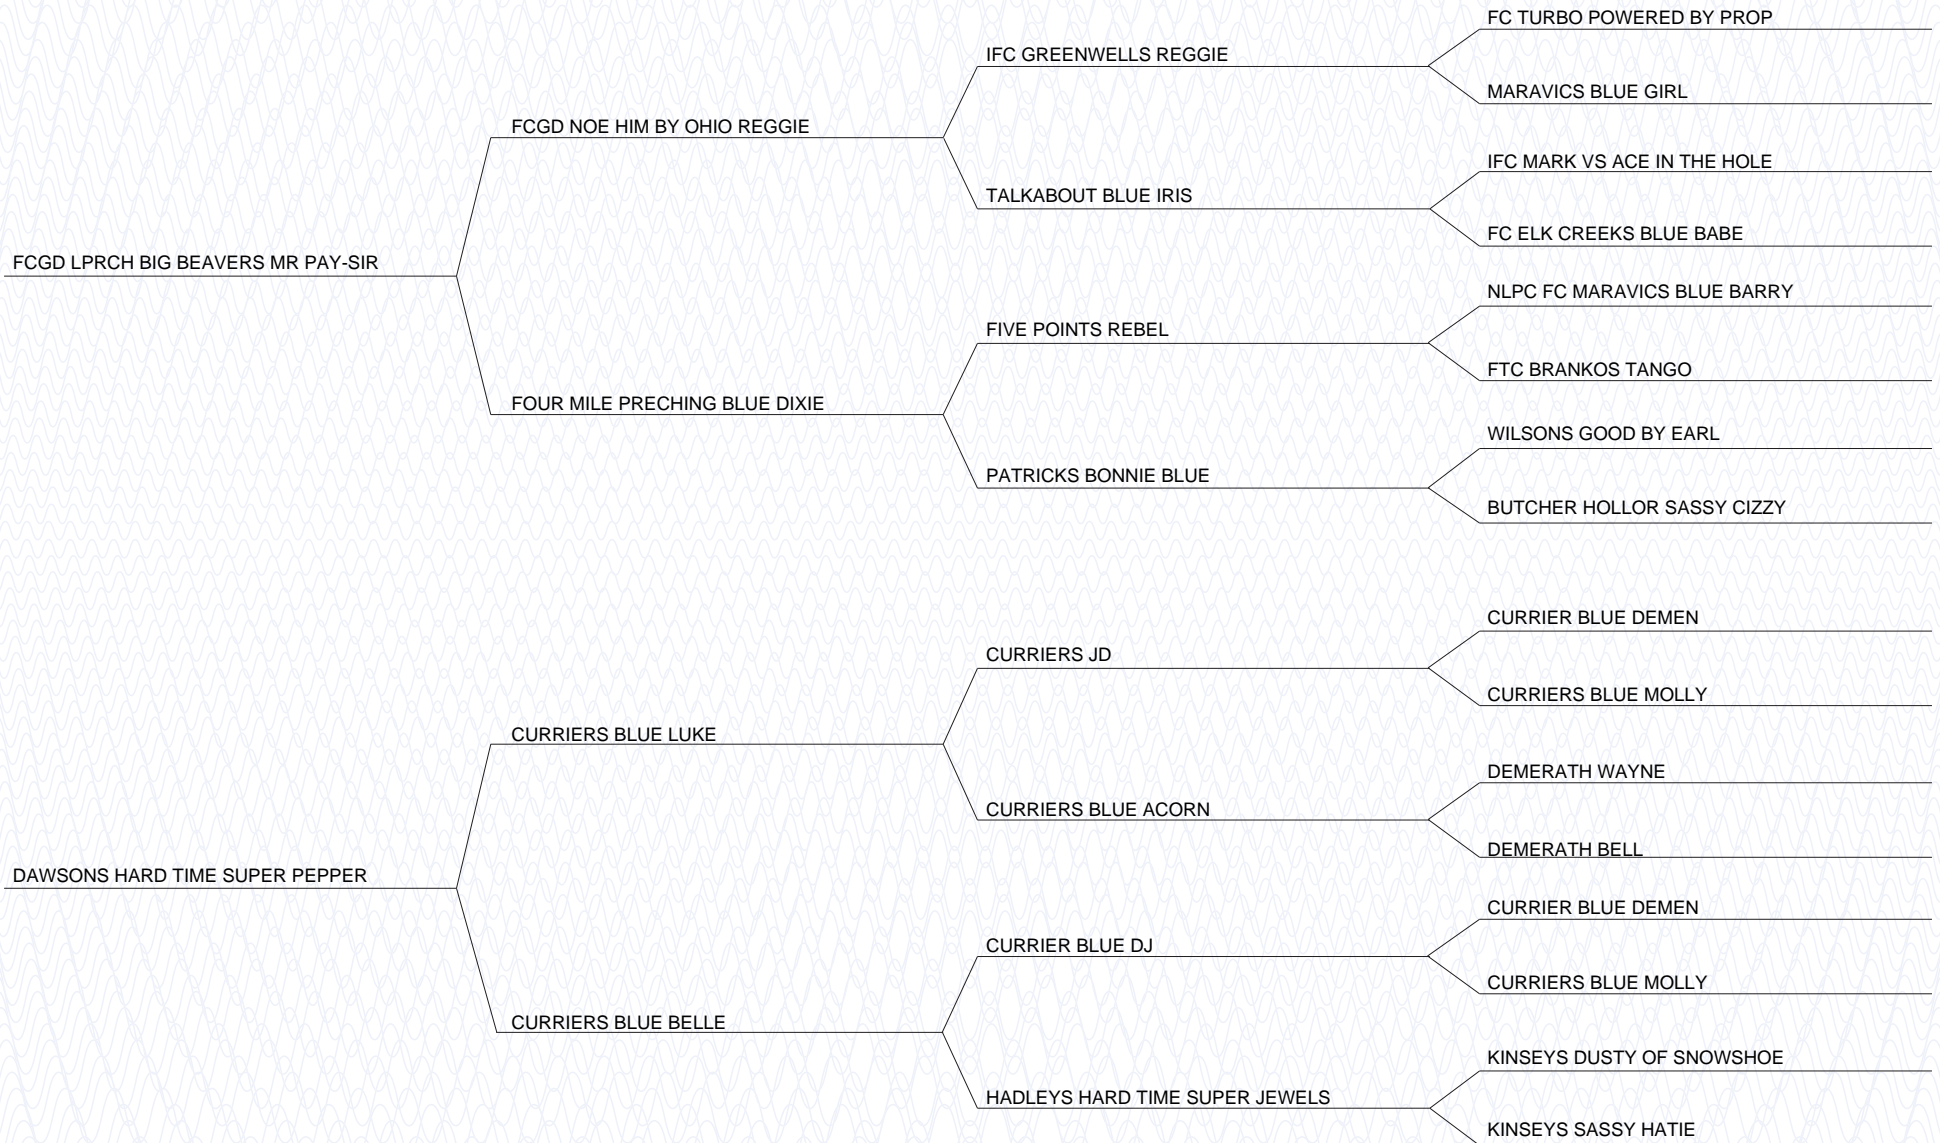 FC TURBO POWERED BY PROP
IFC GREENWELLS REGGIE
MARAVICS BLUE GIRL
FCGD NOE HIM BY OHIO REGGIE
IFC MARK VS ACE IN THE HOLE
TALKABOUT BLUE IRIS
FC ELK CREEKS BLUE BABE
FCGD LPRCH BIG BEAVERS MR PAY-SIR
NLPC FC MARAVICS BLUE BARRY
FIVE POINTS REBEL
FTC BRANKOS TANGO
FOUR MILE PRECHING BLUE DIXIE
WILSONS GOOD BY EARL
PATRICKS BONNIE BLUE
BUTCHER HOLLOR SASSY CIZZY
CURRIER BLUE DEMEN
CURRIERS JD
CURRIERS BLUE MOLLY
CURRIERS BLUE LUKE
DEMERATH WAYNE
CURRIERS BLUE ACORN
DEMERATH BELL
DAWSONS HARD TIME SUPER PEPPER
CURRIER BLUE DEMEN
CURRIER BLUE DJ
CURRIERS BLUE MOLLY
CURRIERS BLUE BELLE
KINSEYS DUSTY OF SNOWSHOE
HADLEYS HARD TIME SUPER JEWELS
KINSEYS SASSY HATIE